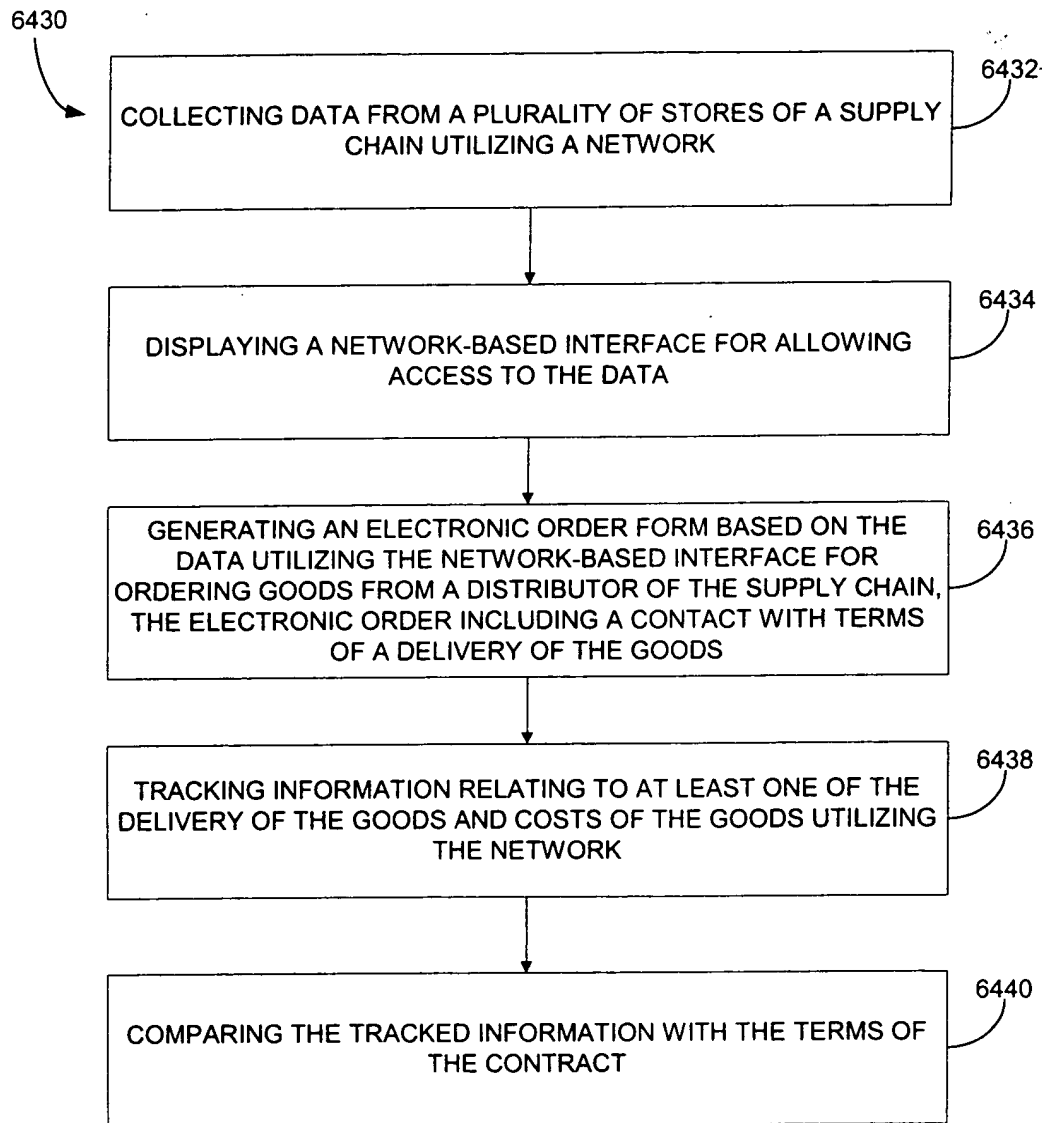 6430
6432
COLLECTING DATA FROM A PLURALITY OF STORES OF A SUPPLY
CHAIN UTILIZING A NETWORK
6434
DISPLAYING A NETWORK-BASED INTERFACE FOR ALLOWING
ACCESS TO THE DATA
6436
GENERATING AN ELECTRONIC ORDER FORM BASED ON THE
DATA UTILIZING THE NETWORK-BASED INTERFACE FOR
ORDERING GOODS FROM A DISTRIBUTOR OF THE SUPPLY CHAIN,
THE ELECTRONIC ORDER INCLUDING A CONTACT WITH TERMS
OF A DELIVERY OF THE GOODS
6438
TRACKING INFORMATION RELATING TO AT LEAST ONE OF THE
DELIVERY OF THE GOODS AND COSTS OF THE GOODS UTILIZING
THE NETWORK
6440
COMPARING THE TRACKED INFORMATION WITH THE TERMS OF
THE CONTRACT